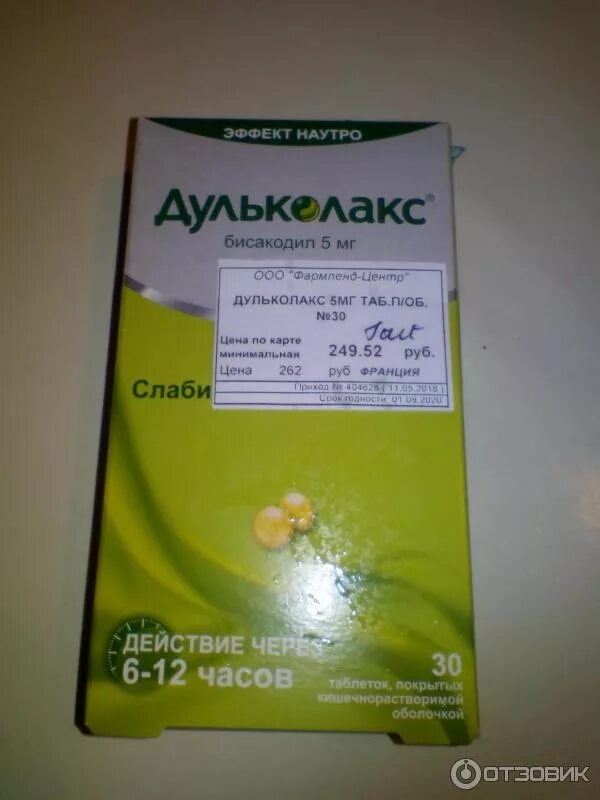 ЭФФЕКТ НАУТРО
Дульколакс®
бисакодил 5 мг
ООО "Фармленд-Центр"
ДУЛЬКОЛАКС 5МГ ТАБ.П/ОБ.
№30
Цена по карте
минимальная 249.52 руб.
Цена 262 руб ФРАНЦИЯ
Приход № 404628 ( 11.05.2018 )
Срок годности: 01.09.2020
Слаби
ДЕЙСТВИЕ ЧЕРЕЗ
6-12 часов
30
таблеток, покрытых
кишечнорастворимой
оболочкой
ОТЗОВИК